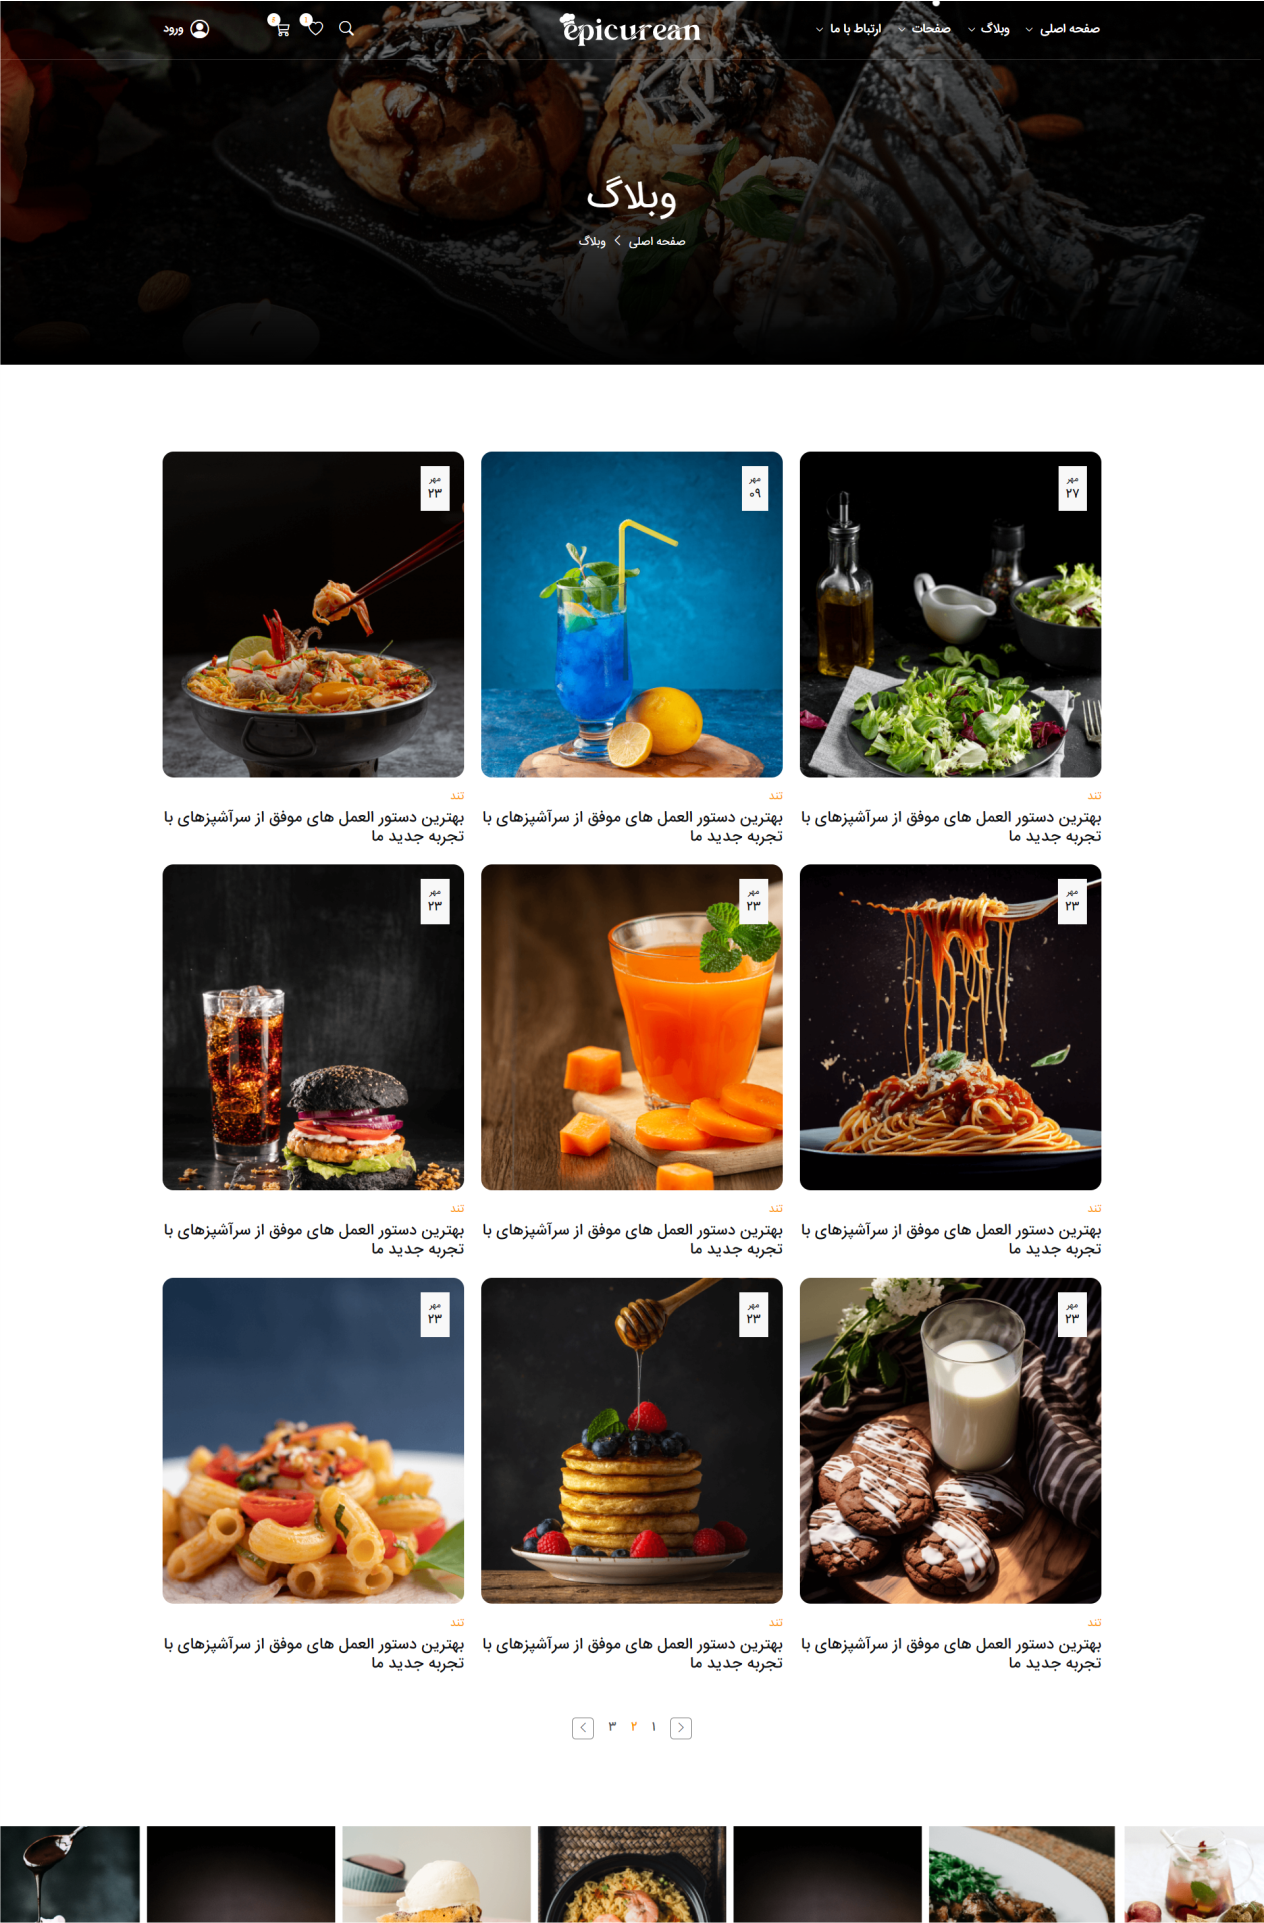 صفحه اصلی
وبلاگ
صفحات
ارتباط با ما
epicurean
۱
ورود
وبلاگ
صفحه اصلی > وبلاگ
مهر
۲۷
تند
بهترین دستور العمل های موفق از سرآشپزهای با
تجربه جدید ما
مهر
۰۹
تند
بهترین دستور العمل های موفق از سرآشپزهای با
تجربه جدید ما
مهر
۲۳
تند
بهترین دستور العمل های موفق از سرآشپزهای با
تجربه جدید ما
مهر
۲۳
تند
بهترین دستور العمل های موفق از سرآشپزهای با
تجربه جدید ما
مهر
۲۳
تند
بهترین دستور العمل های موفق از سرآشپزهای با
تجربه جدید ما
مهر
۲۳
تند
بهترین دستور العمل های موفق از سرآشپزهای با
تجربه جدید ما
مهر
۲۳
تند
بهترین دستور العمل های موفق از سرآشپزهای با
تجربه جدید ما
مهر
۲۳
تند
بهترین دستور العمل های موفق از سرآشپزهای با
تجربه جدید ما
مهر
۲۳
تند
بهترین دستور العمل های موفق از سرآشپزهای با
تجربه جدید ما
۱ ۲ ۳